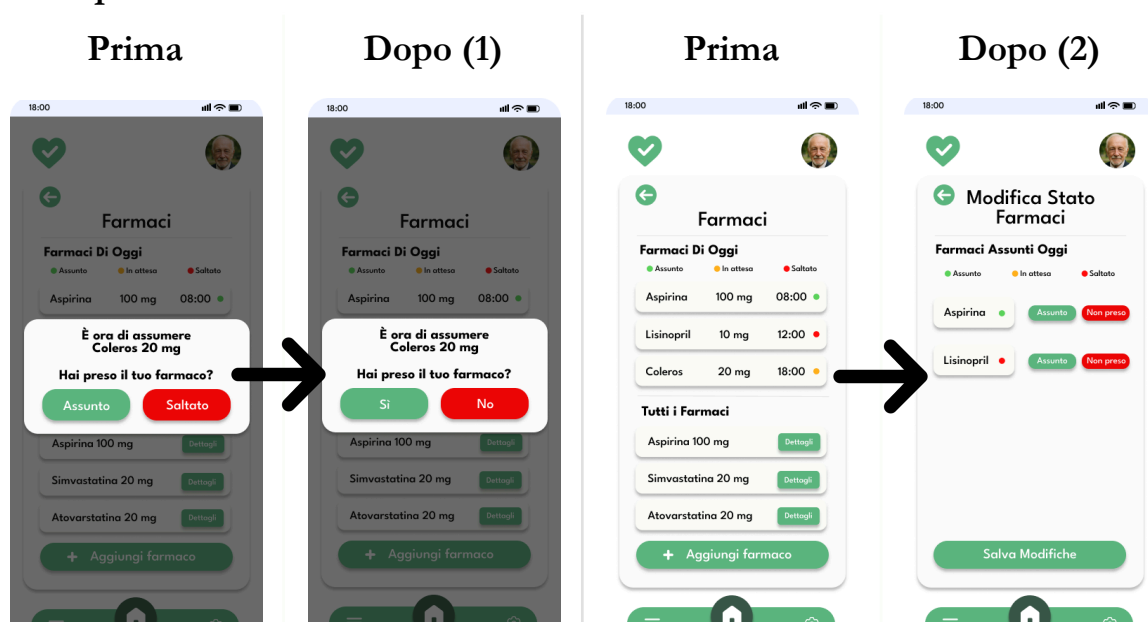 Prima
Dopo (1)
Prima
Dopo (2)
18:00
Farmaci
Farmaci Di Oggi
Assunto In attesa Saltato
Aspirina 100 mg 08:00
È ora di assumere
Coleros 20 mg
Hai preso il tuo farmaco?
Assunto Saltato
Aspirina 100 mg Dettagli
Simvastatina 20 mg Dettagli
Atovarstatina 20 mg Dettagli
+ Aggiungi farmaco
18:00
Farmaci
Farmaci Di Oggi
Assunto In attesa Saltato
Aspirina 100 mg 08:00
È ora di assumere
Coleros 20 mg
Hai preso il tuo farmaco?
Sì No
Aspirina 100 mg Dettagli
Simvastatina 20 mg Dettagli
Atovarstatina 20 mg Dettagli
+ Aggiungi farmaco
18:00
Farmaci
Farmaci Di Oggi
Assunto In attesa Saltato
Aspirina 100 mg 08:00
Lisinopril 10 mg 12:00
Coleros 20 mg 18:00
Tutti i Farmaci
Aspirina 100 mg Dettagli
Simvastatina 20 mg Dettagli
Atovarstatina 20 mg Dettagli
+ Aggiungi farmaco
18:00
Modifica Stato
Farmaci
Farmaci Assunti Oggi
Assunto In attesa Saltato
Aspirina Assunto Non preso
Lisinopril Assunto Non preso
Salva Modifiche